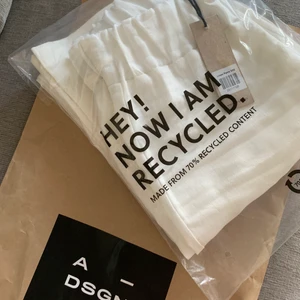 HEY!
NOW I AM
RECYCLED.
MADE FROM 70% RECYCLED CONTENT
A —
DSGN